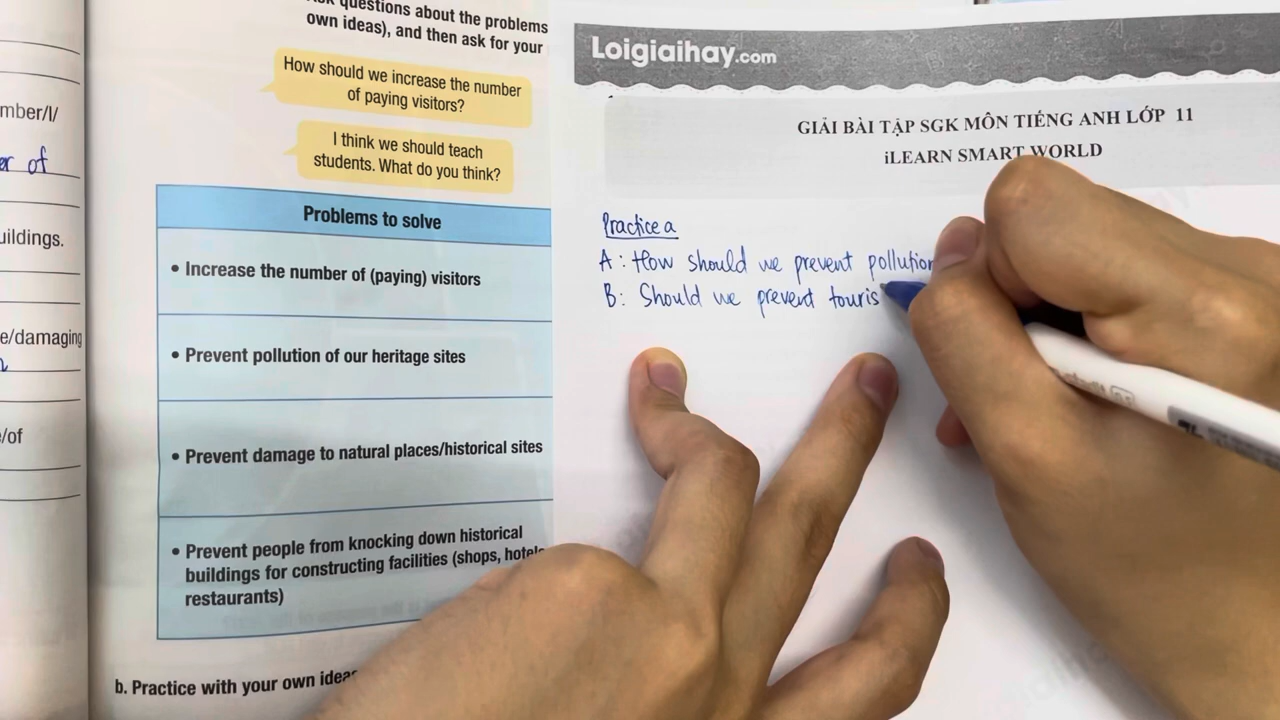 questions about the problems
own ideas), and then ask for your
How should we increase the number
of paying visitors?
I think we should teach
students. What do you think?
Problems to solve
• Increase the number of (paying) visitors
• Prevent pollution of our heritage sites
• Prevent damage to natural places/historical sites
• Prevent people from knocking down historical
buildings for constructing facilities (shops,
restaurants)
b. Practice with your own
mber/I/
er of
uildings.
e/damaging
e/of
Loigiaihay.com
GIẢI BÀI TẬP SGK MÔN TIẾNG ANH LỚP 11
iLEARN SMART WORLD
Practice a
A: How should we prevent pollution
B: Should we prevent touris